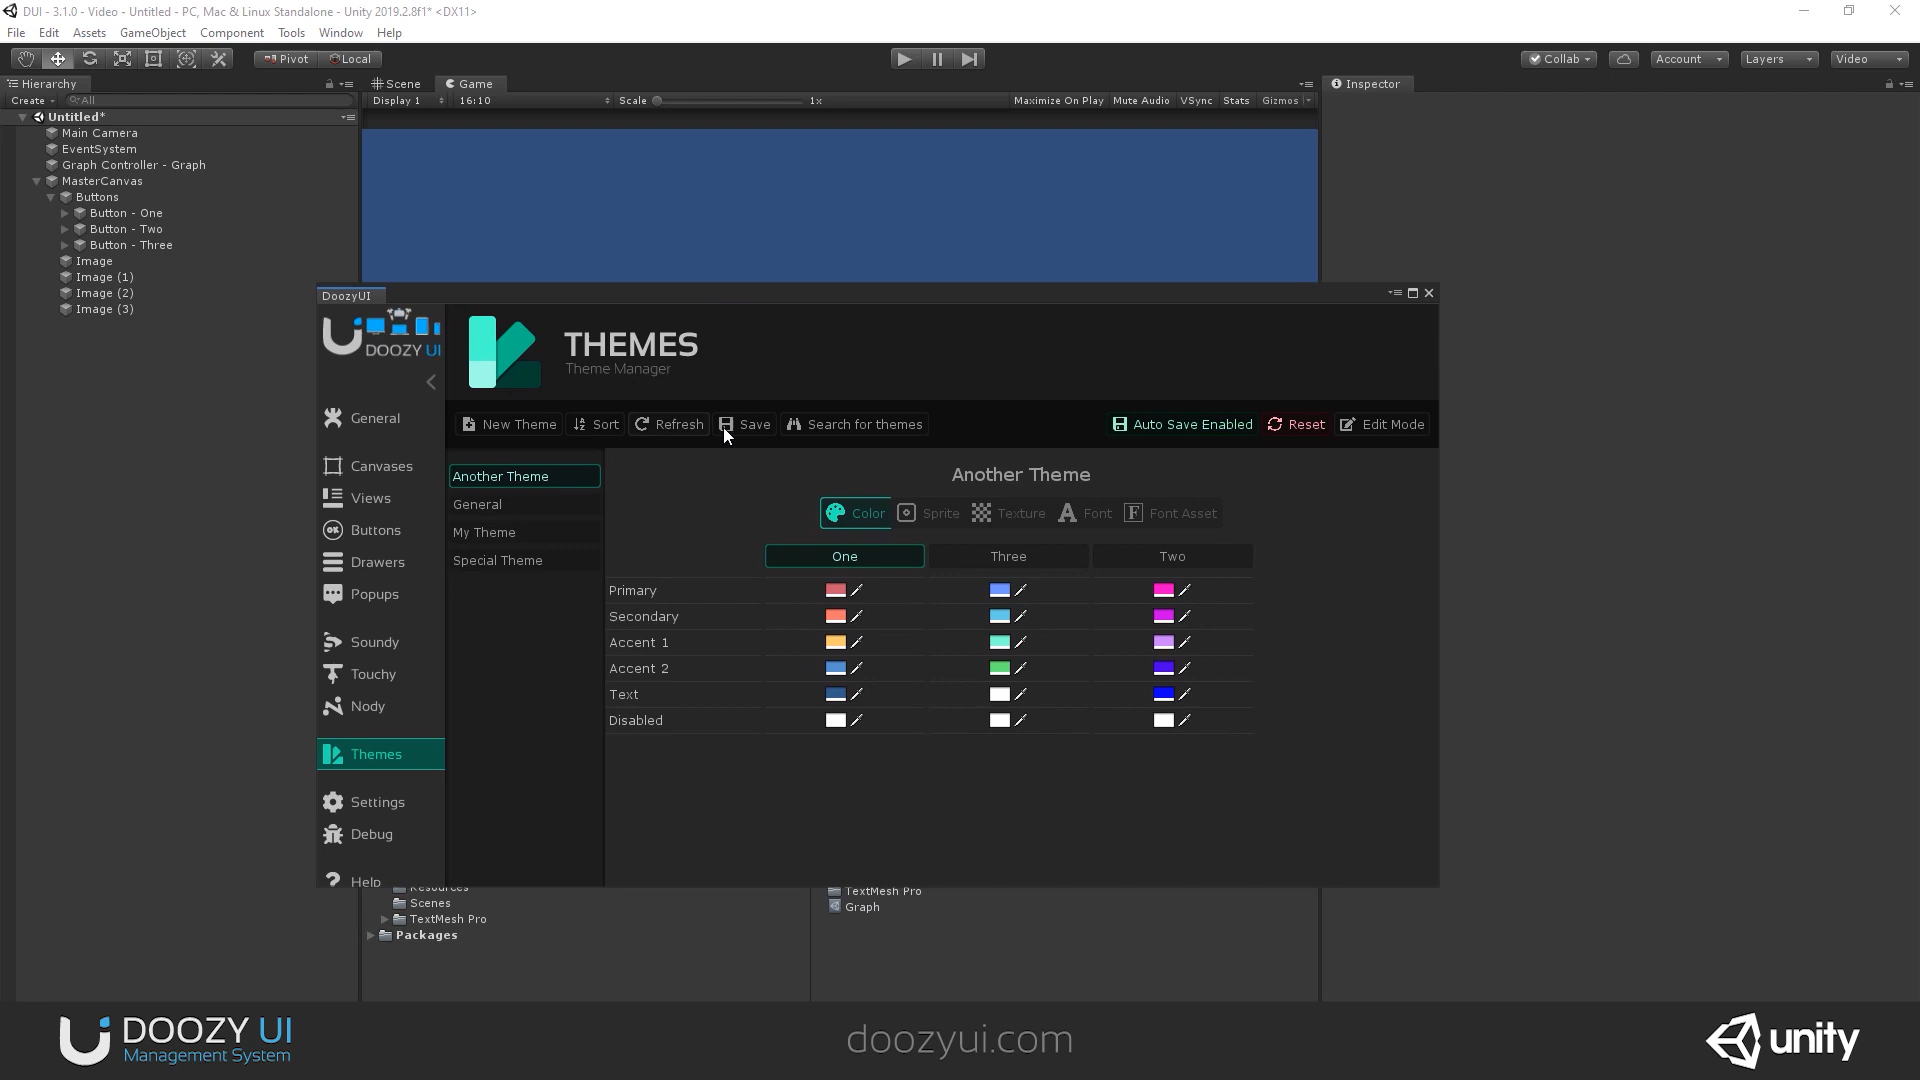 DUI - 3.1.0 - Video - Untitled - PC, Mac & Linux Standalone - Unity 2019.2.8f1* <DX11>
File Edit Assets GameObject Component Tools Window Help
Pivot Local Collab Account Layers Video
Hierarchy Scene Game Inspector
Create All Display 1 16:10 Scale 1x Maximize On Play Mute Audio VSync Stats Gizmos
Untitled*
Main Camera
EventSystem
Graph Controller - Graph
MasterCanvas
Buttons
Button - One
Button - Two
Button - Three
Image
Image (1)
Image (2)
Image (3)
DoozyUI
DOOZY UI
THEMES
Theme Manager
General
Canvases
Views
Buttons
Drawers
Popups
Soundy
Touchy
Nody
Themes
Settings
Debug
Help
New Theme Sort Refresh Save Search for themes Auto Save Enabled Reset Edit Mode
Another Theme
General
My Theme
Special Theme
Another Theme
Color Sprite Texture Font Font Asset
One Three Two
Primary
Secondary
Accent 1
Accent 2
Text
Disabled
Resources
Scenes
TextMesh Pro
Packages
TextMesh Pro
Graph
DOOZY UI
Management System
doozyui.com
unity